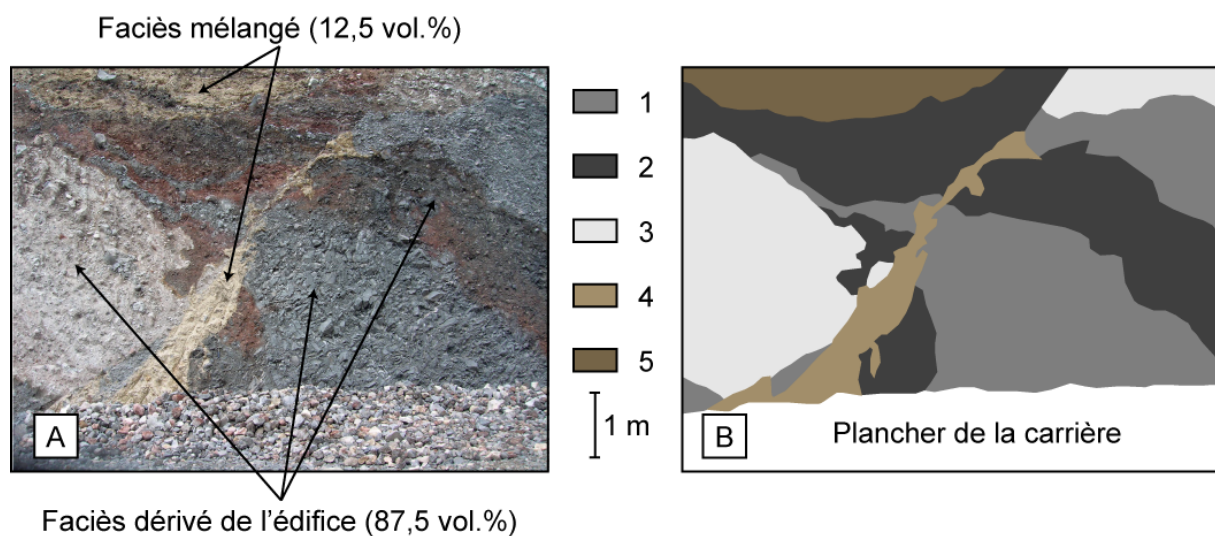 Faciès mélangé (12,5 vol.%)
1
2
3
4
5
1 m
A
B
Plancher de la carrière
Faciès dérivé de l'édifice (87,5 vol.%)